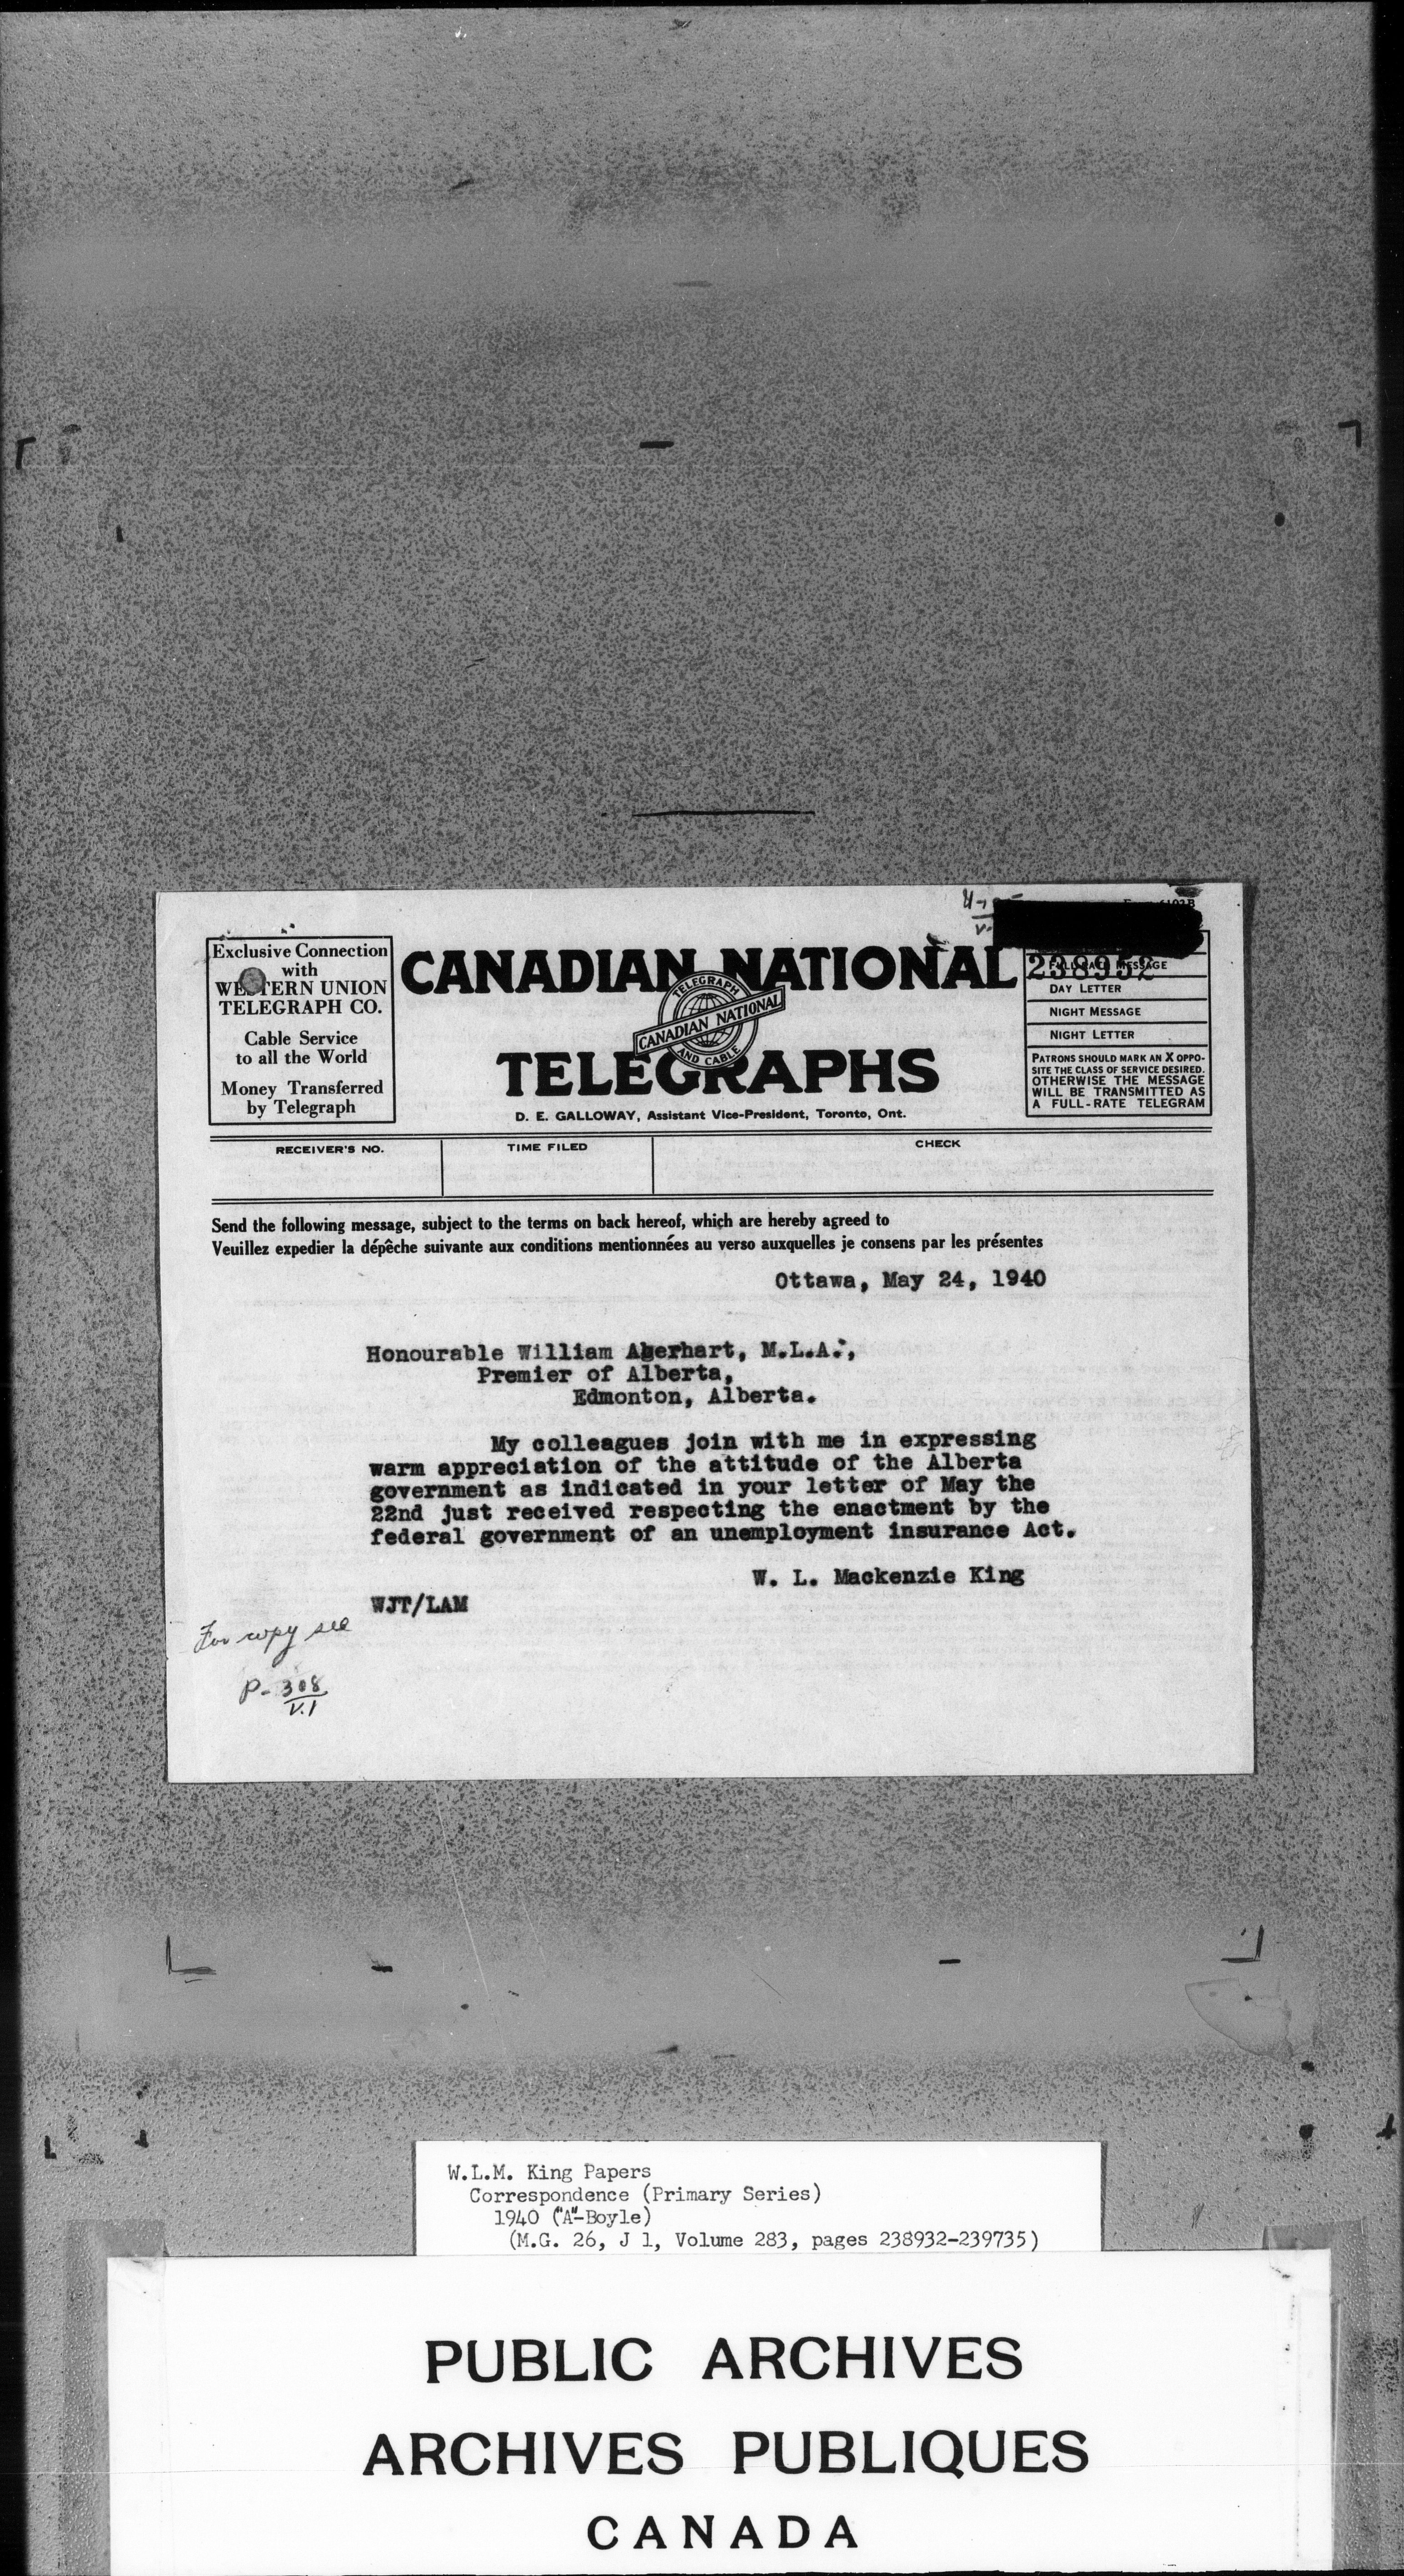 Exclusive Connection
with
WESTERN UNION
TELEGRAPH CO.
Cable Service
to all the World
Money Transferred
by Telegraph
CANADIAN NATIONAL
TELEGRAPH
CANADIAN NATIONAL
AND CABLE
TELEGRAPHS
D. E. GALLOWAY, Assistant Vice-President, Toronto, Ont.
238952
FULL-RATE MESSAGE
DAY LETTER
NIGHT MESSAGE
NIGHT LETTER
PATRONS SHOULD MARK AN X OPPO-
SITE THE CLASS OF SERVICE DESIRED.
OTHERWISE THE MESSAGE
WILL BE TRANSMITTED AS
A FULL-RATE TELEGRAM
RECEIVER'S NO.
TIME FILED
CHECK
Send the following message, subject to the terms on back hereof, which are hereby agreed to
Veuillez expedier la dépêche suivante aux conditions mentionnées au verso auxquelles je consens par les présentes
Ottawa, May 24, 1940
Honourable William Aberhart, M.L.A.,
Premier of Alberta,
Edmonton, Alberta.
My colleagues join with me in expressing
warm appreciation of the attitude of the Alberta
government as indicated in your letter of May the
22nd just received respecting the enactment by the
federal government of an unemployment insurance Act.
W. L. Mackenzie King
WJT/LAM
For copy see
P-308
V.1
W.L.M. King Papers
Correspondence (Primary Series)
1940 ("A"-Boyle)
(M.G. 26, J 1, Volume 283, pages 238932-239735)
PUBLIC ARCHIVES
ARCHIVES PUBLIQUES
CANADA